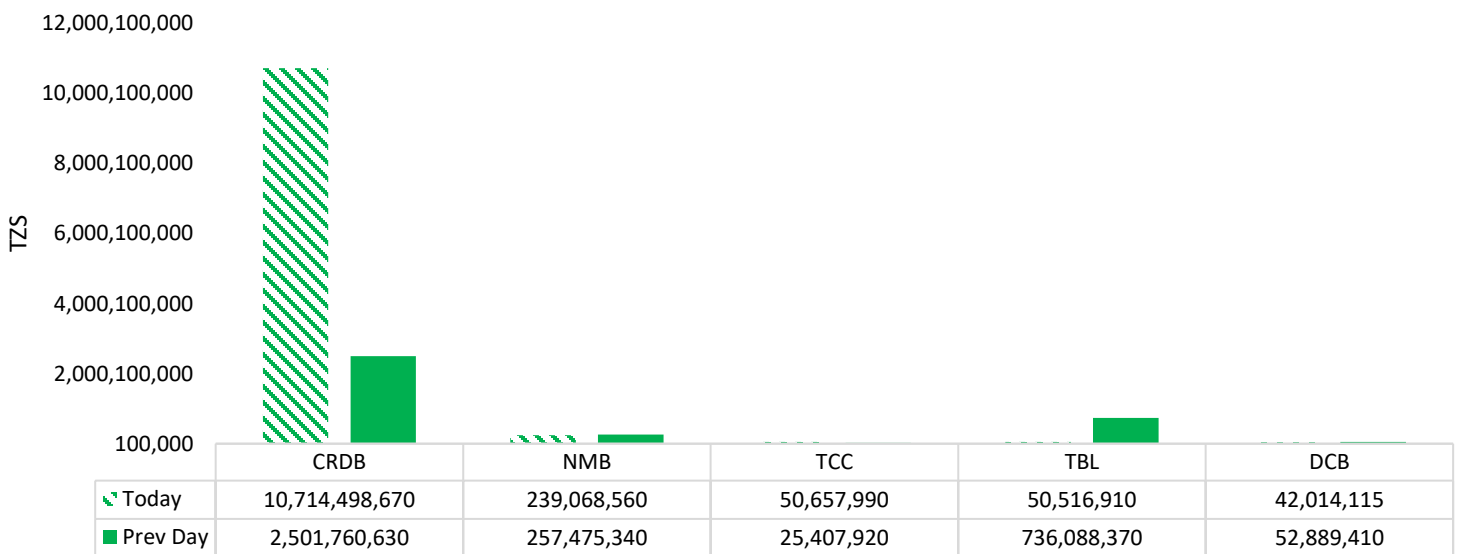 12,000,100,000
10,000,100,000
8,000,100,000
6,000,100,000
4,000,100,000
2,000,100,000
100,000
TZS
CRDB NMB TCC TBL DCB
Today 10,714,498,670 239,068,560 50,657,990 50,516,910 42,014,115
Prev Day 2,501,760,630 257,475,340 25,407,920 736,088,370 52,889,410